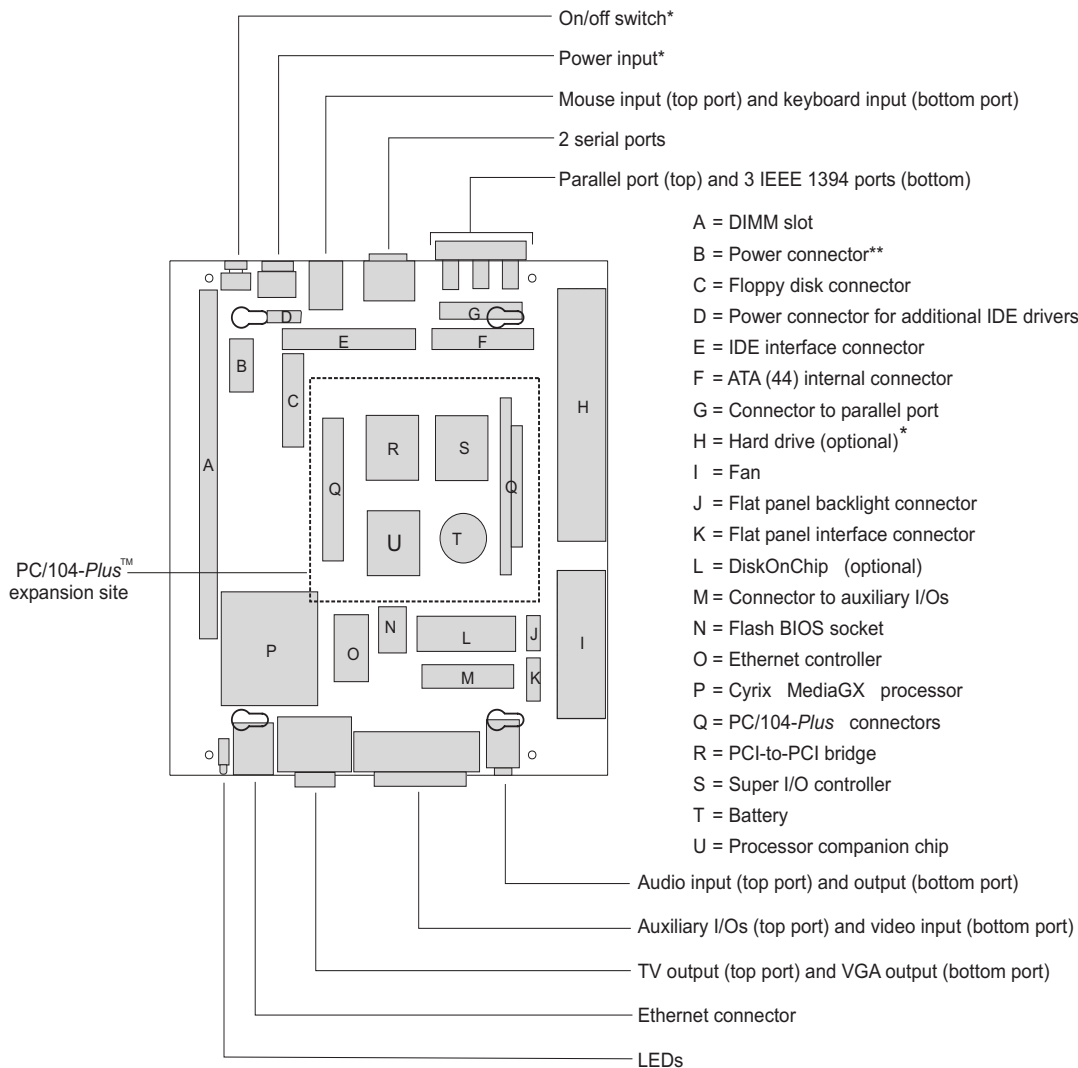 On/off switch*
Power input*
Mouse input (top port) and keyboard input (bottom port)
2 serial ports
Parallel port (top) and 3 IEEE 1394 ports (bottom)
A = DIMM slot
B = Power connector**
C = Floppy disk connector
D = Power connector for additional IDE drivers
E = IDE interface connector
F = ATA (44) internal connector
G = Connector to parallel port
H = Hard drive (optional)*
I = Fan
J = Flat panel backlight connector
K = Flat panel interface connector
L = DiskOnChip (optional)
M = Connector to auxiliary I/Os
N = Flash BIOS socket
O = Ethernet controller
P = Cyrix MediaGX processor
Q = PC/104-Plus connectors
R = PCI-to-PCI bridge
S = Super I/O controller
T = Battery
U = Processor companion chip
D
G
E
F
B
C
H
R
S
A
Q
Q
U
T
PC/104-Plus™
expansion site
N
L
J
P
O
I
M
K
Audio input (top port) and output (bottom port)
Auxiliary I/Os (top port) and video input (bottom port)
TV output (top port) and VGA output (bottom port)
Ethernet connector
LEDs